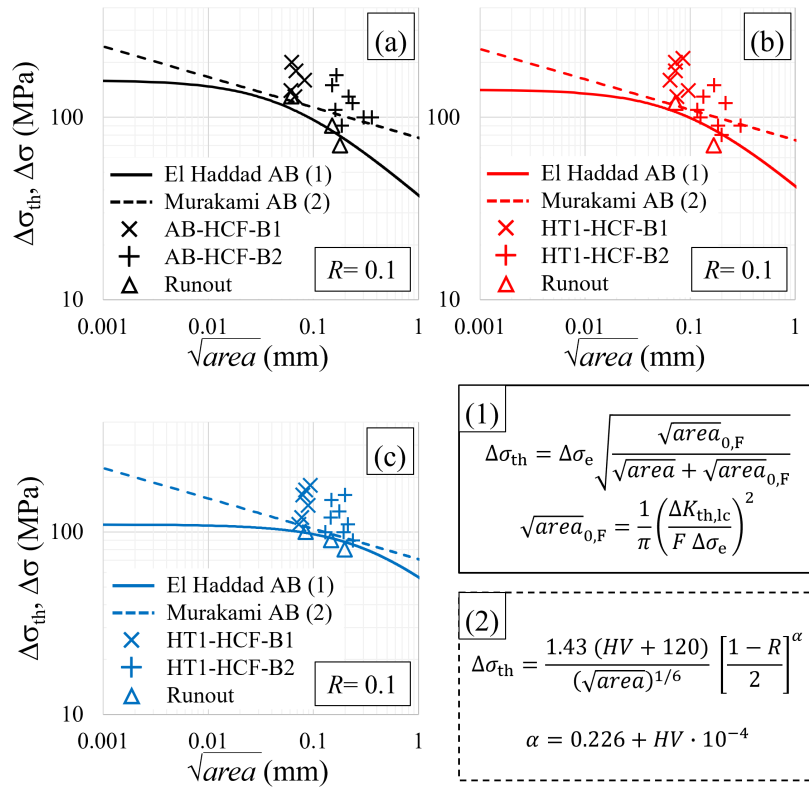 (a)
Δσth, Δσ (MPa)
100
10
El Haddad AB (1)
Murakami AB (2)
AB-HCF-B1
AB-HCF-B2
Runout
R= 0.1
0.001 0.01 0.1 1
√area (mm)
(b)
100
10
El Haddad AB (1)
Murakami AB (2)
HT1-HCF-B1
HT1-HCF-B2
Runout
R= 0.1
0.001 0.01 0.1 1
√area (mm)
(c)
Δσth, Δσ (MPa)
100
10
El Haddad AB (1)
Murakami AB (2)
HT1-HCF-B1
HT1-HCF-B2
Runout
R= 0.1
0.001 0.01 0.1 1
√area (mm)
(1)
Δσth = Δσe √(√area0,F / (√area + √area0,F))
√area0,F = 1/π (ΔKth,lc / (F Δσe))²
(2)
Δσth = 1.43 (HV + 120) / (√area)^1/6 [(1 − R) / 2]^α
α = 0.226 + HV · 10⁻⁴